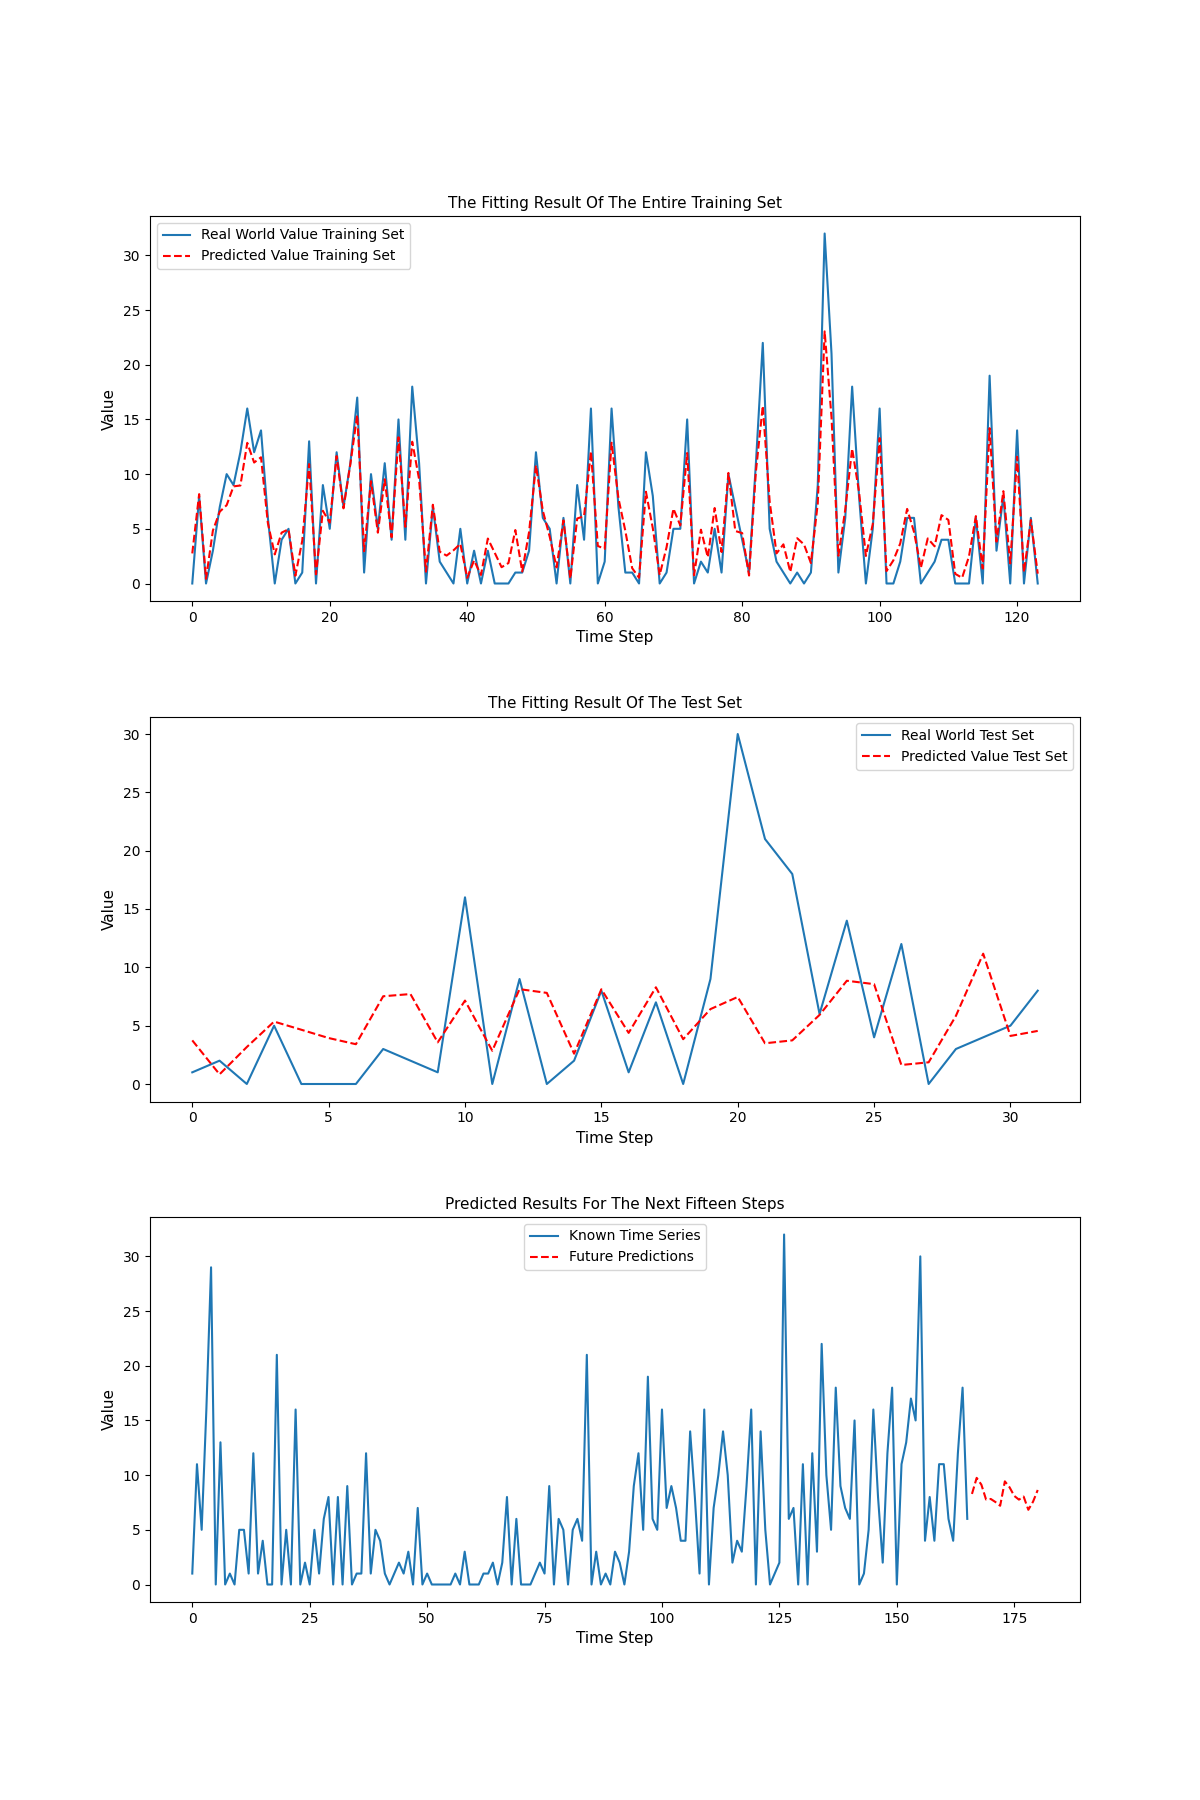 The Fitting Result Of The Entire Training Set
Real World Value Training Set
Predicted Value Training Set
30
25
20
15
10
5
0
Value
0 20 40 60 80 100 120
Time Step
The Fitting Result Of The Test Set
Real World Test Set
Predicted Value Test Set
30
25
20
15
10
5
0
Value
0 5 10 15 20 25 30
Time Step
Predicted Results For The Next Fifteen Steps
Known Time Series
Future Predictions
30
25
20
15
10
5
0
Value
0 25 50 75 100 125 150 175
Time Step